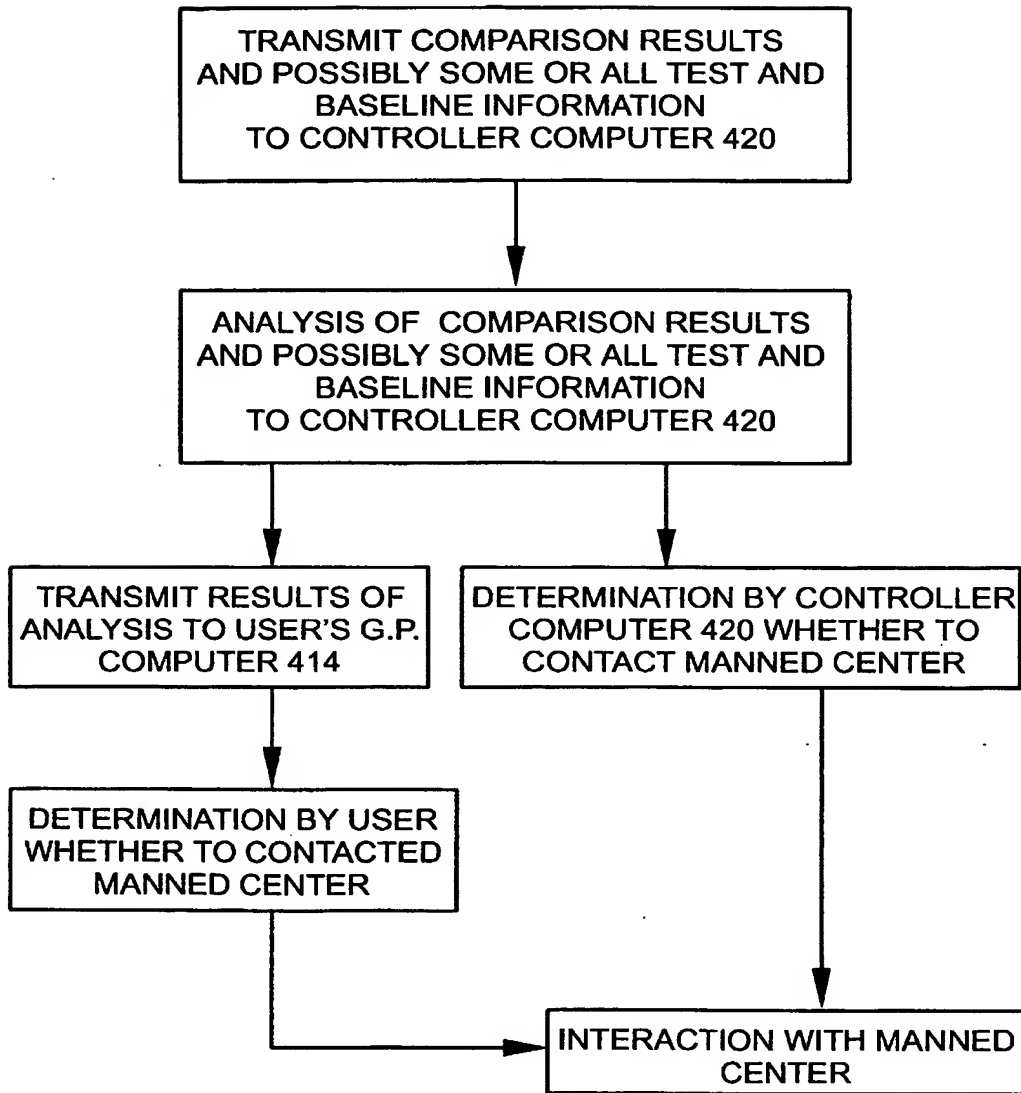 TRANSMIT COMPARISON RESULTS
AND POSSIBLY SOME OR ALL TEST AND
BASELINE INFORMATION
TO CONTROLLER COMPUTER 420
ANALYSIS OF COMPARISON RESULTS
AND POSSIBLY SOME OR ALL TEST AND
BASELINE INFORMATION
TO CONTROLLER COMPUTER 420
TRANSMIT RESULTS OF
ANALYSIS TO USER'S G.P.
COMPUTER 414
DETERMINATION BY CONTROLLER
COMPUTER 420 WHETHER TO
CONTACT MANNED CENTER
DETERMINATION BY USER
WHETHER TO CONTACTED
MANNED CENTER
INTERACTION WITH MANNED
CENTER